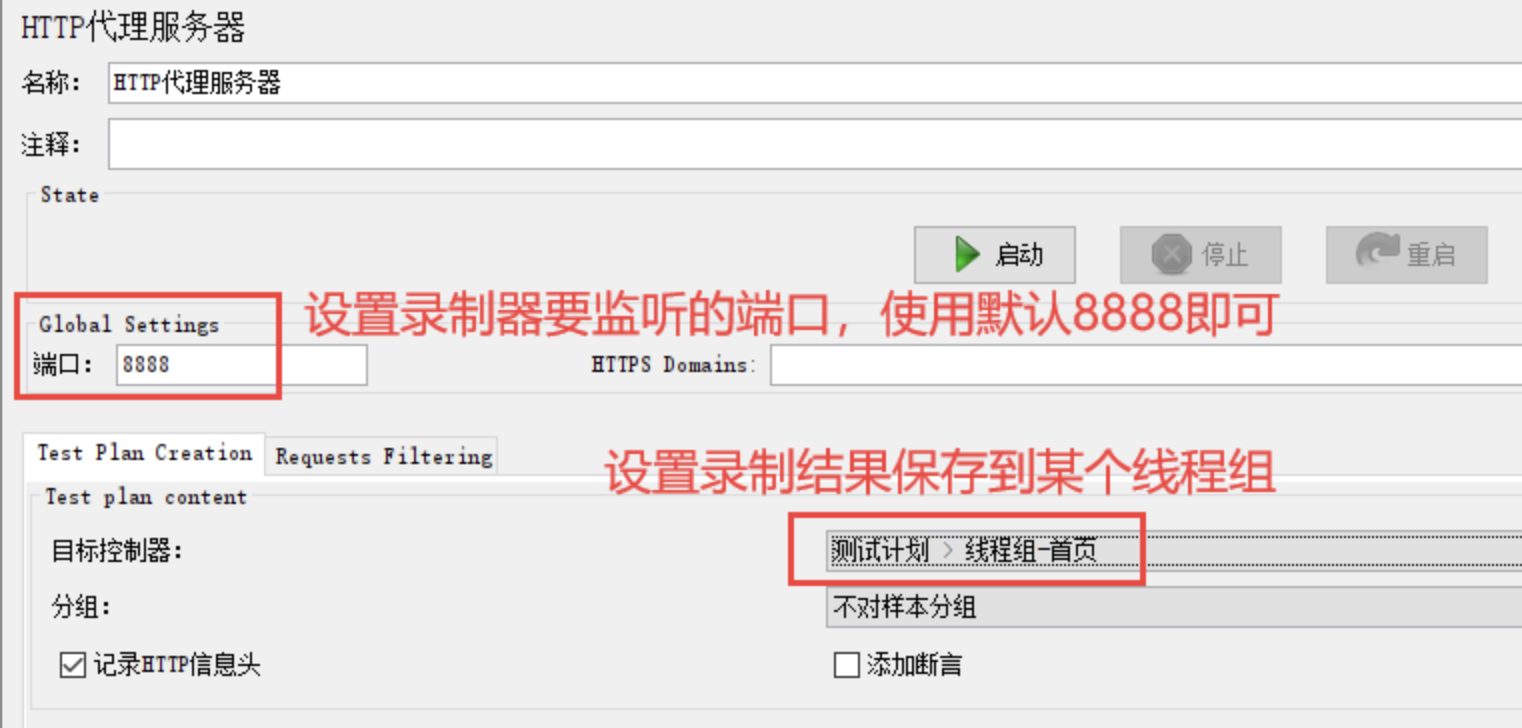 HTTP代理服务器
名称： HTTP代理服务器
注释：
State
启动 停止 重启
设置录制器要监听的端口，使用默认8888即可
Global Settings
端口： 8888 HTTPS Domains:
Test Plan Creation Requests Filtering
设置录制结果保存到某个线程组
Test plan content
目标控制器： 测试计划 > 线程组-首页
分组： 不对样本分组
记录HTTP信息头 添加断言